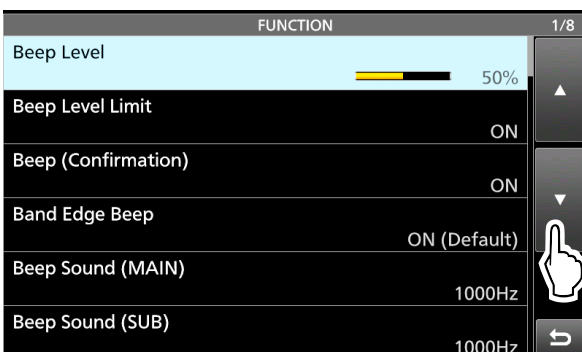 FUNCTION 1/8
Beep Level
50%
Beep Level Limit
ON
Beep (Confirmation)
ON
Band Edge Beep
ON (Default)
Beep Sound (MAIN)
1000Hz
Beep Sound (SUB)
1000Hz